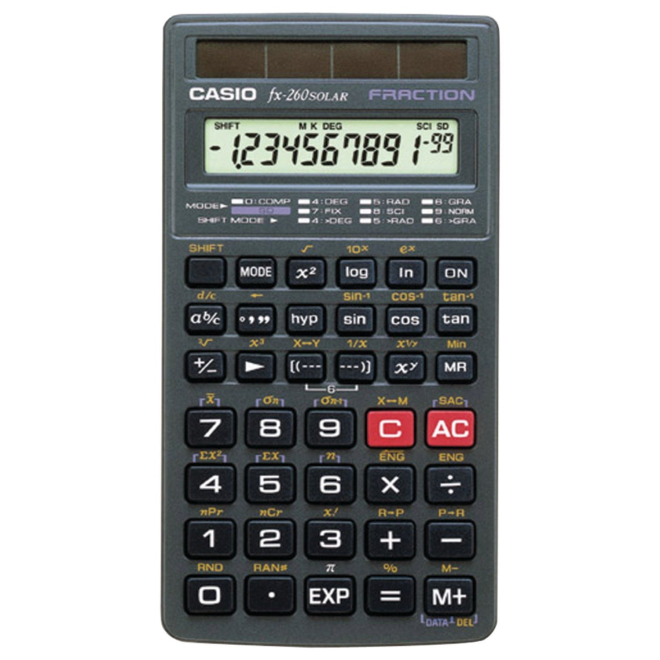 CASIO fx-260SOLAR FRACTION
SHIFT M K DEG SCI SD
-1.234567891-99
MODE► 0:COMP 4:DEG 5:RAD 6:GRA
SD 7:FIX 8:SCI 9:NORM
SHIFT MODE ► 4:>DEG 5:>RAD 6:>GRA
SHIFT √ 10ˣ eˣ
MODE x² log ln ON
d/c ← sin⁻¹ cos⁻¹ tan⁻¹
ab/c °,,, hyp sin cos tan
³√ x³ X↔Y 1/x x¹/ʸ Min
+/− ► [(--- ---)] xʸ MR
6
x̄ σn σn-1 X↔M SAC
7 8 9 C AC
Σx² Σx n ENG ENG
4 5 6 × ÷
nPr nCr x! R→P P→R
1 2 3 + −
RND RAN# π % M−
0 · EXP = M+
DATA DEL